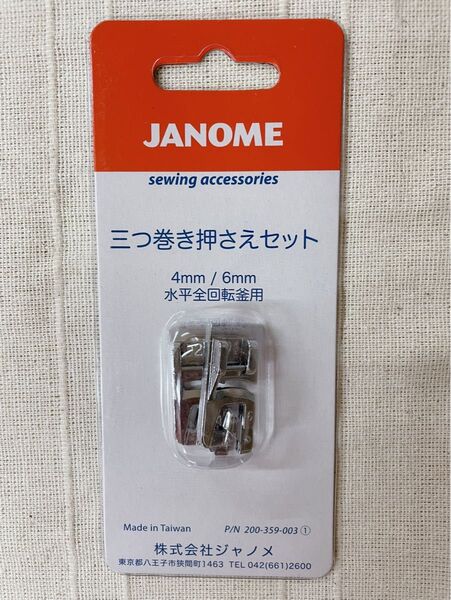 JANOME
sewing accessories
三つ巻き押さえセット
4mm / 6mm
水平全回転釜用
Made in Taiwan P/N 200-359-003 ①
株式会社ジャノメ
東京都八王子市狭間町1463 TEL 042(661)2600